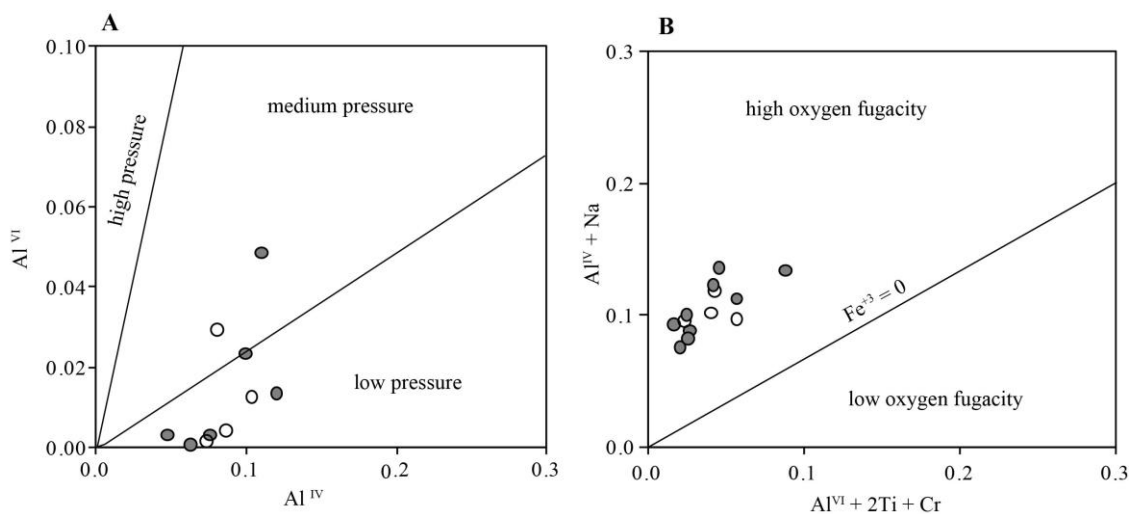 A
0.10
0.08
0.06
0.04
0.02
0.00
Al VI
high pressure
medium pressure
low pressure
0.0
0.1
0.2
0.3
Al IV
B
0.3
0.2
0.1
0.0
Al^IV + Na
high oxygen fugacity
Fe^+3 = 0
low oxygen fugacity
0.0
0.1
0.2
0.3
Al^VI + 2Ti + Cr